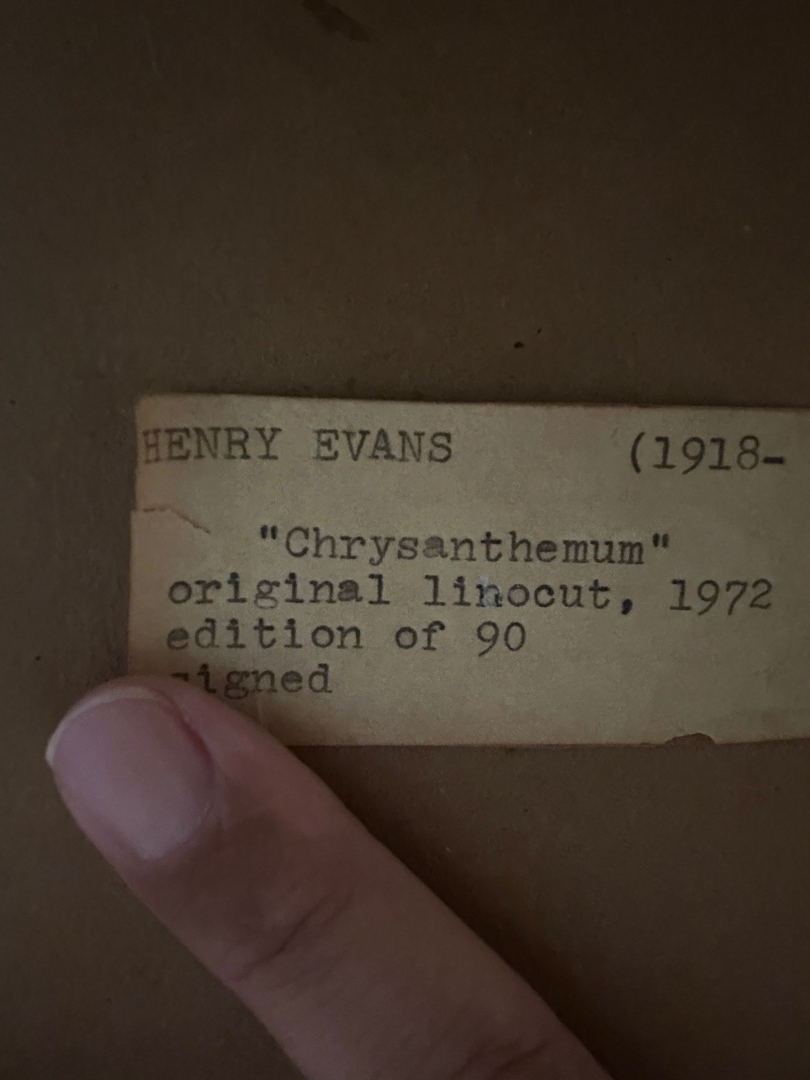 HENRY EVANS (1918-
"Chrysanthemum"
original linocut, 1972
edition of 90
signed